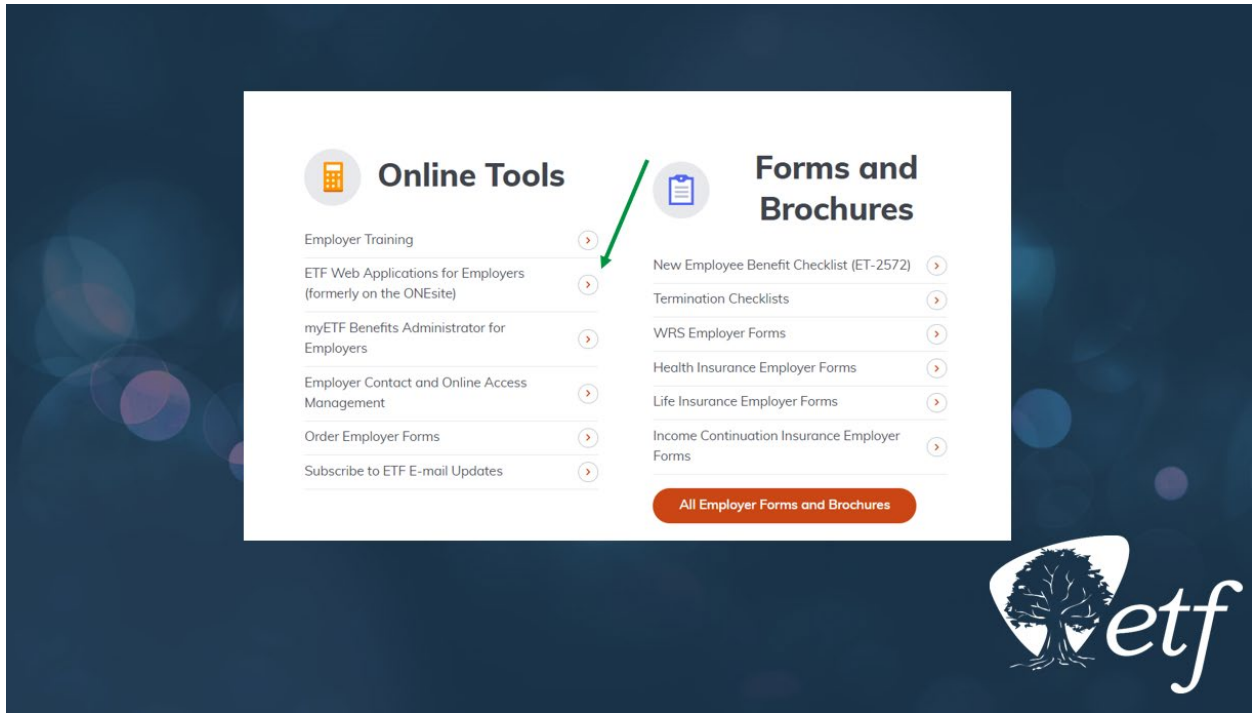 Online Tools
Employer Training
ETF Web Applications for Employers
(formerly on the ONEsite)
myETF Benefits Administrator for
Employers
Employer Contact and Online Access
Management
Order Employer Forms
Subscribe to ETF E-mail Updates
Forms and
Brochures
New Employee Benefit Checklist (ET-2572)
Termination Checklists
WRS Employer Forms
Health Insurance Employer Forms
Life Insurance Employer Forms
Income Continuation Insurance Employer
Forms
All Employer Forms and Brochures
etf